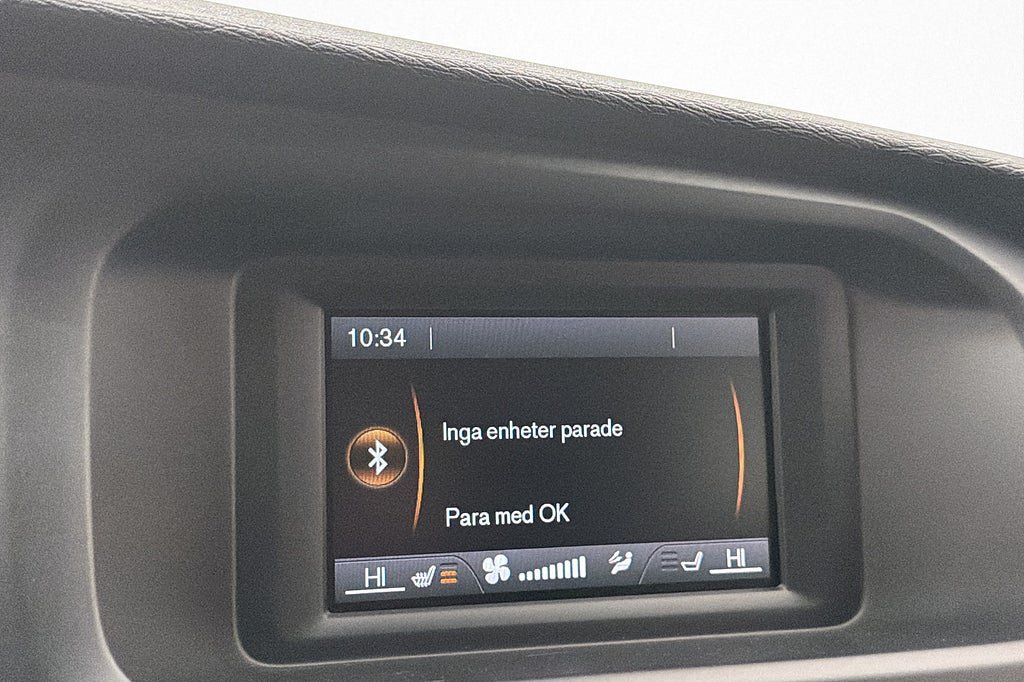 10:34
Inga enheter parade
Para med OK
HI HI